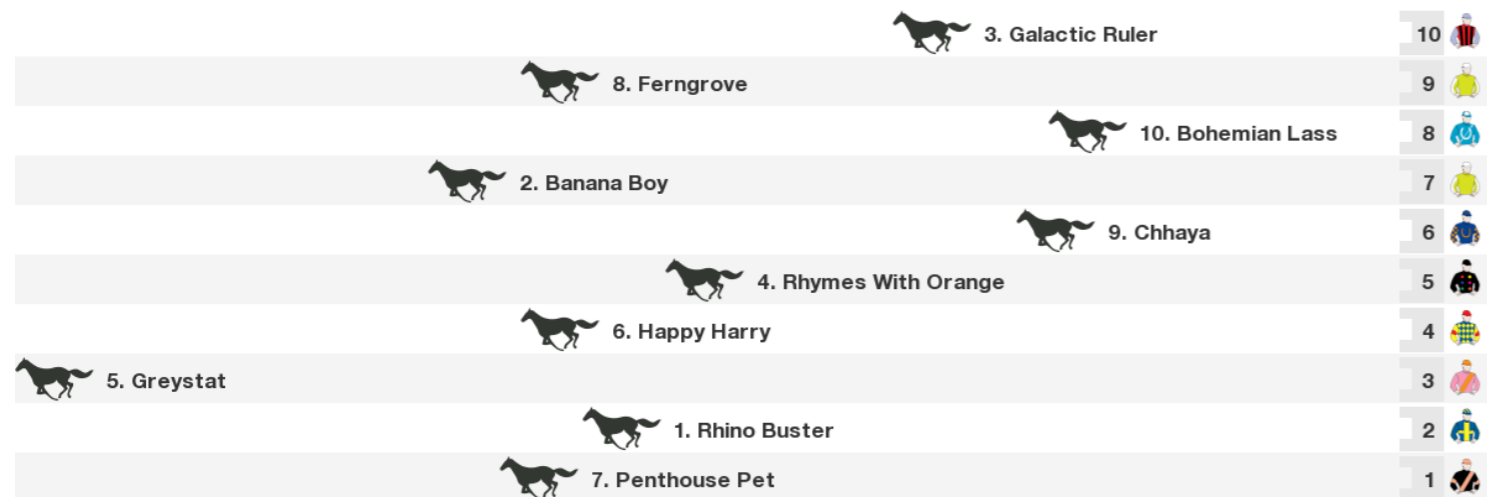 3. Galactic Ruler 10
8. Ferngrove 9
10. Bohemian Lass 8
2. Banana Boy 7
9. Chhaya 6
4. Rhymes With Orange 5
6. Happy Harry 4
5. Greystat 3
1. Rhino Buster 2
7. Penthouse Pet 1